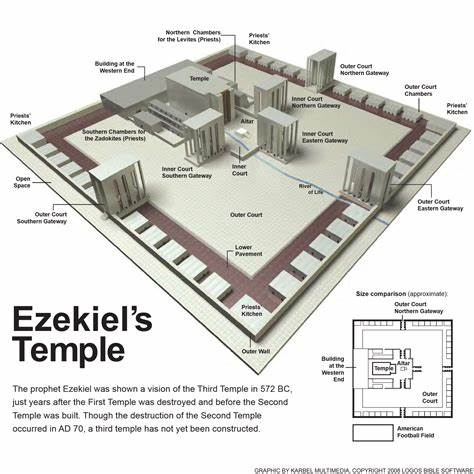 Northern Chambers
for the Levites (Priests)
Priests'
Kitchen
Building at the
Western End
Temple
Outer Court
Northern Gateway
Outer Court
Chambers
Inner Court
Northern Gateway
Priests'
Kitchen
Priests'
Kitchen
Altar
Southern Chambers for
the Zadokites (Priests)
Inner Court
Eastern Gateway
Open
Space
Inner Court
Southern Gateway
Inner
Court
River
of Life
Outer Court
Southern Gateway
Outer Court
Outer Court
Eastern Gateway
Lower
Pavement
Priests'
Kitchen
Outer Wall
Ezekiel's
Temple
The prophet Ezekiel was shown a vision of the Third Temple in 572 BC,
just years after the First Temple was destroyed and before the Second
Temple was built. Though the destruction of the Second Temple
occurred in AD 70, a third temple has not yet been constructed.
Size comparison (approximate):
Outer Court
Northern Gateway
Building
at the
Western
End
Altar
Temple
Outer
Court
American
Football Field
GRAPHIC BY KARBEL MULTIMEDIA, COPYRIGHT 2008 LOGOS BIBLE SOFTWARE